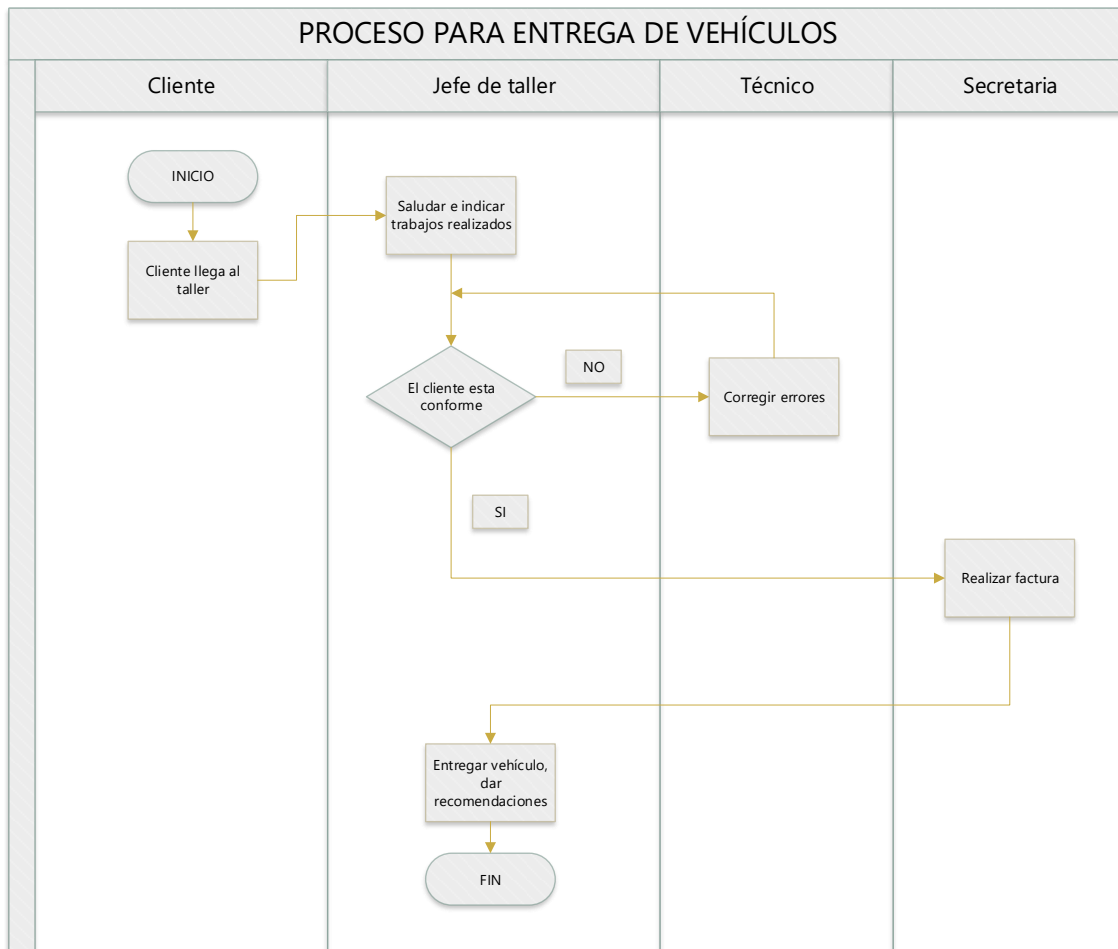 PROCESO PARA ENTREGA DE VEHÍCULOS
Cliente
Jefe de taller
Técnico
Secretaria
INICIO
Saludar e indicar
trabajos realizados
Cliente llega al
taller
NO
El cliente esta
conforme
Corregir errores
SI
Realizar factura
Entregar vehículo,
dar
recomendaciones
FIN